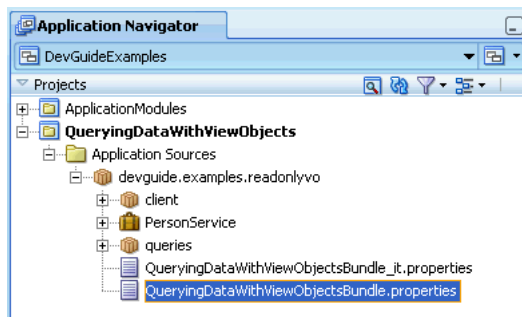 Application Navigator
DevGuideExamples
Projects
ApplicationModules
QueryingDataWithViewObjects
Application Sources
devguide.examples.readonlyvo
client
PersonService
queries
QueryingDataWithViewObjectsBundle_it.properties
QueryingDataWithViewObjectsBundle.properties